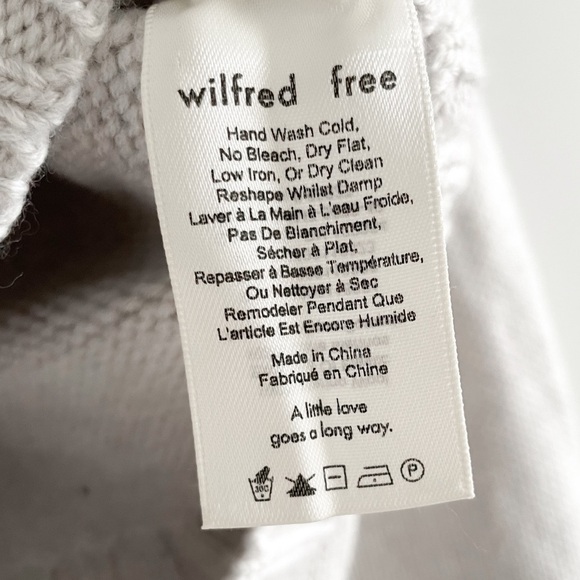 wilfred free
Hand Wash Cold,
No Bleach, Dry Flat,
Low Iron, Or Dry Clean
Reshape Whilst Damp
Laver à La Main à L'eau Froide,
Pas De Blanchiment,
Sécher à Plat,
Repasser à Basse Température,
Ou Nettoyer à Sec
Remodeler Pendant Que
L'article Est Encore Humide
Made in China
Fabriqué en Chine
A little love
goes a long way.
30C
P